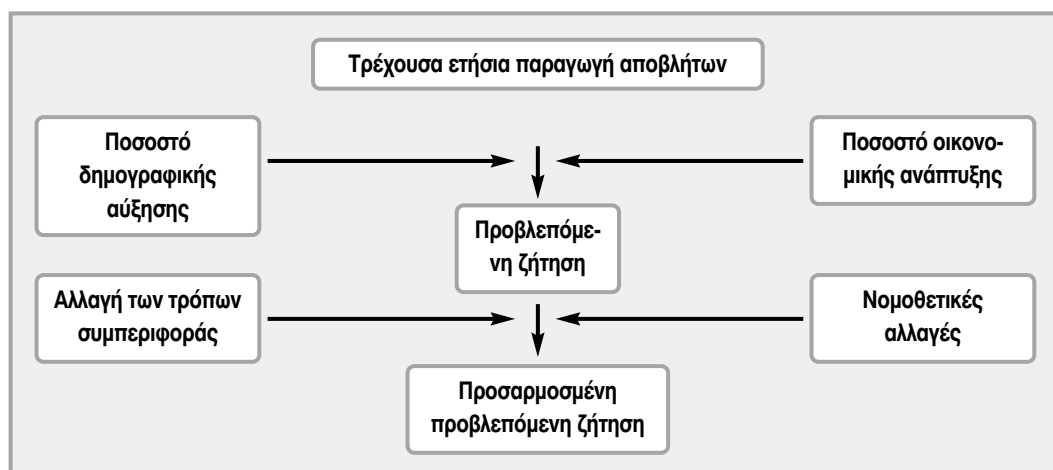 Τρέχουσα ετήσια παραγωγή αποβλήτων
Ποσοστό
δημογραφικής
αύξησης
Ποσοστό οικονο-
μικής ανάπτυξης
Προβλεπόμε-
νη ζήτηση
Αλλαγή των τρόπων
συμπεριφοράς
Νομοθετικές
αλλαγές
Προσαρμοσμένη
προβλεπόμενη ζήτηση